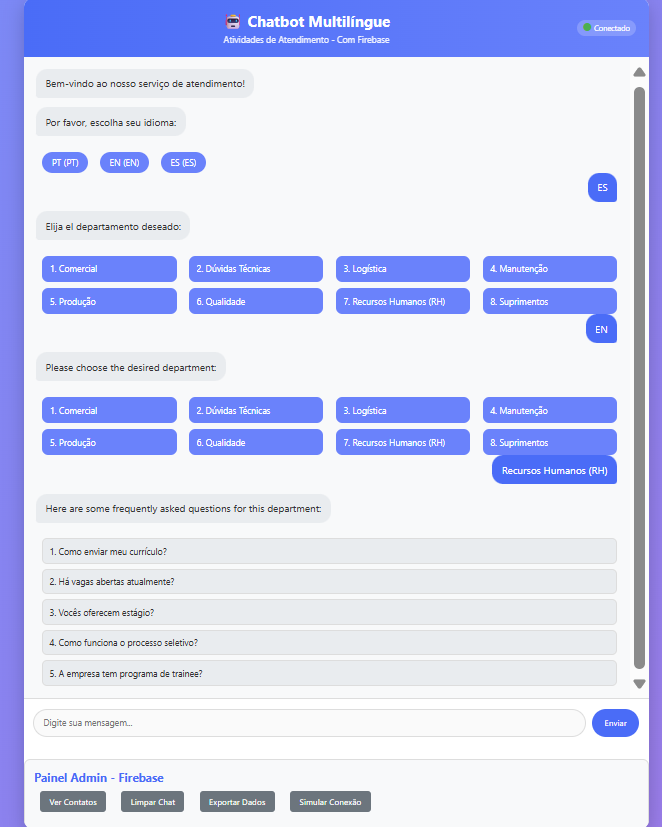 Chatbot Multilíngue
Atividades de Atendimento - Com Firebase
Conectado
Bem-vindo ao nosso serviço de atendimento!
Por favor, escolha seu idioma:
PT (PT) EN (EN) ES (ES)
ES
Elija el departamento deseado:
1. Comercial 2. Dúvidas Técnicas 3. Logística 4. Manutenção
5. Produção 6. Qualidade 7. Recursos Humanos (RH) 8. Suprimentos
EN
Please choose the desired department:
1. Comercial 2. Dúvidas Técnicas 3. Logística 4. Manutenção
5. Produção 6. Qualidade 7. Recursos Humanos (RH) 8. Suprimentos
Recursos Humanos (RH)
Here are some frequently asked questions for this department:
1. Como enviar meu currículo?
2. Há vagas abertas atualmente?
3. Vocês oferecem estágio?
4. Como funciona o processo seletivo?
5. A empresa tem programa de trainee?
Digite sua mensagem... Enviar
Painel Admin - Firebase
Ver Contatos Limpar Chat Exportar Dados Simular Conexão